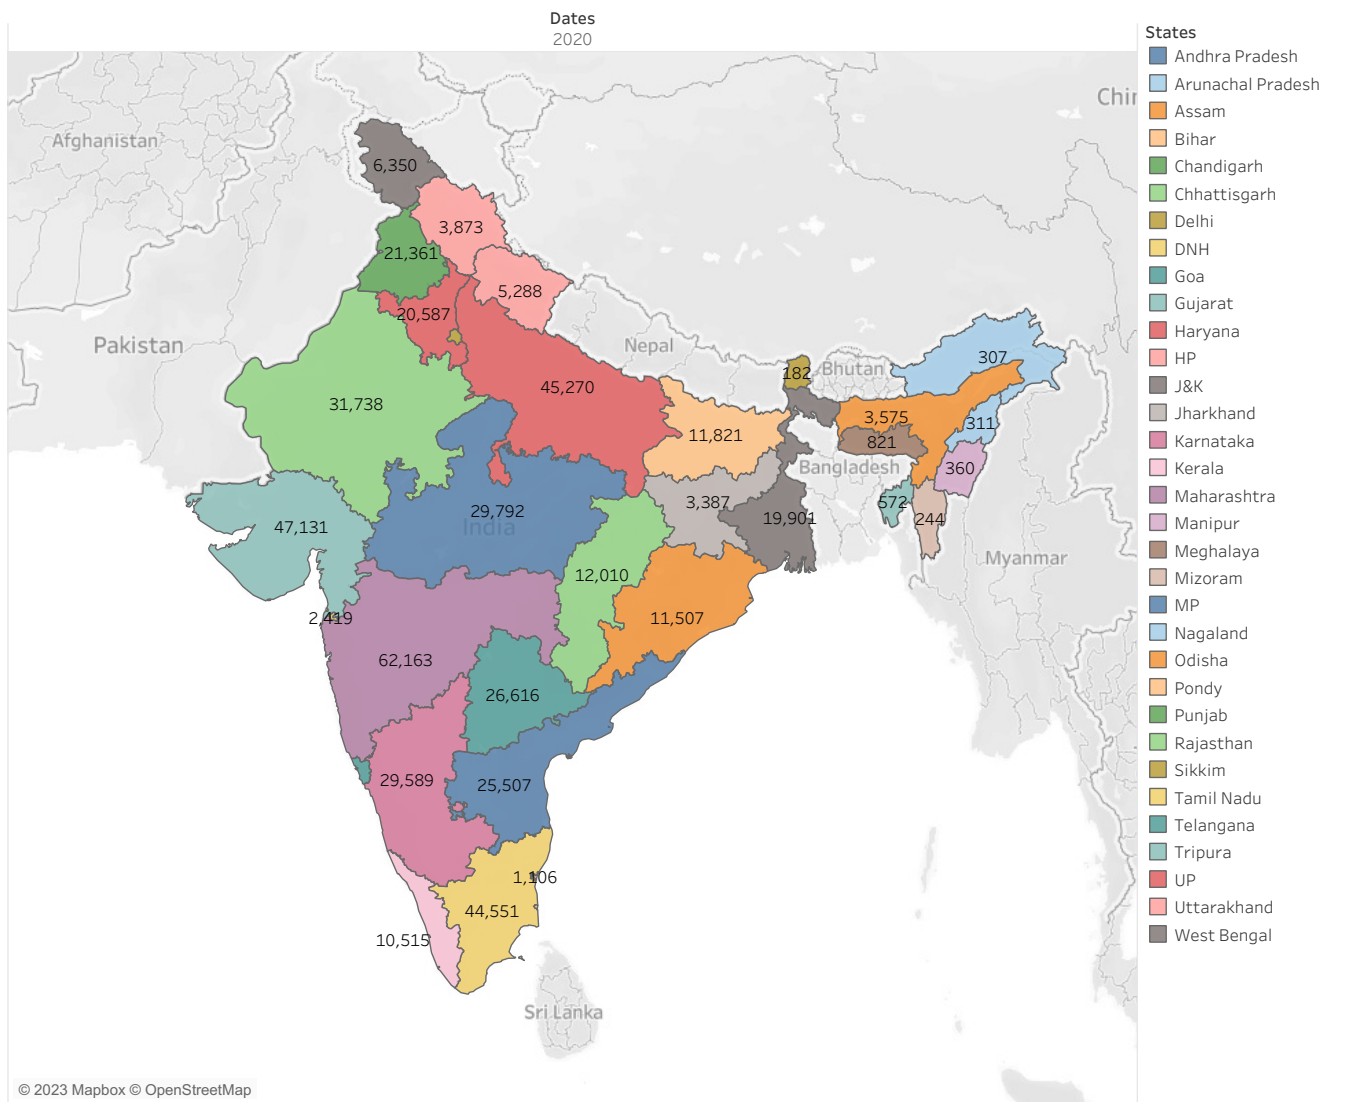 Dates
2020
States
Andhra Pradesh
Arunachal Pradesh
Assam
Bihar
Chandigarh
Chhattisgarh
Delhi
DNH
Goa
Gujarat
Haryana
HP
J&K
Jharkhand
Karnataka
Kerala
Maharashtra
Manipur
Meghalaya
Mizoram
MP
Nagaland
Odisha
Pondy
Punjab
Rajasthan
Sikkim
Tamil Nadu
Telangana
Tripura
UP
Uttarakhand
West Bengal
Afghanistan
6,350
3,873
21,361
5,288
20,587
Pakistan
Nepal
307
182
Bhutan
45,270
31,738
3,575
311
11,821
821
Bangladesh
360
3,387
572
29,792
India
19,901
244
47,131
Myanmar
12,010
2,419
11,507
62,163
26,616
29,589
25,507
1,106
44,551
10,515
Sri Lanka
© 2023 Mapbox © OpenStreetMap